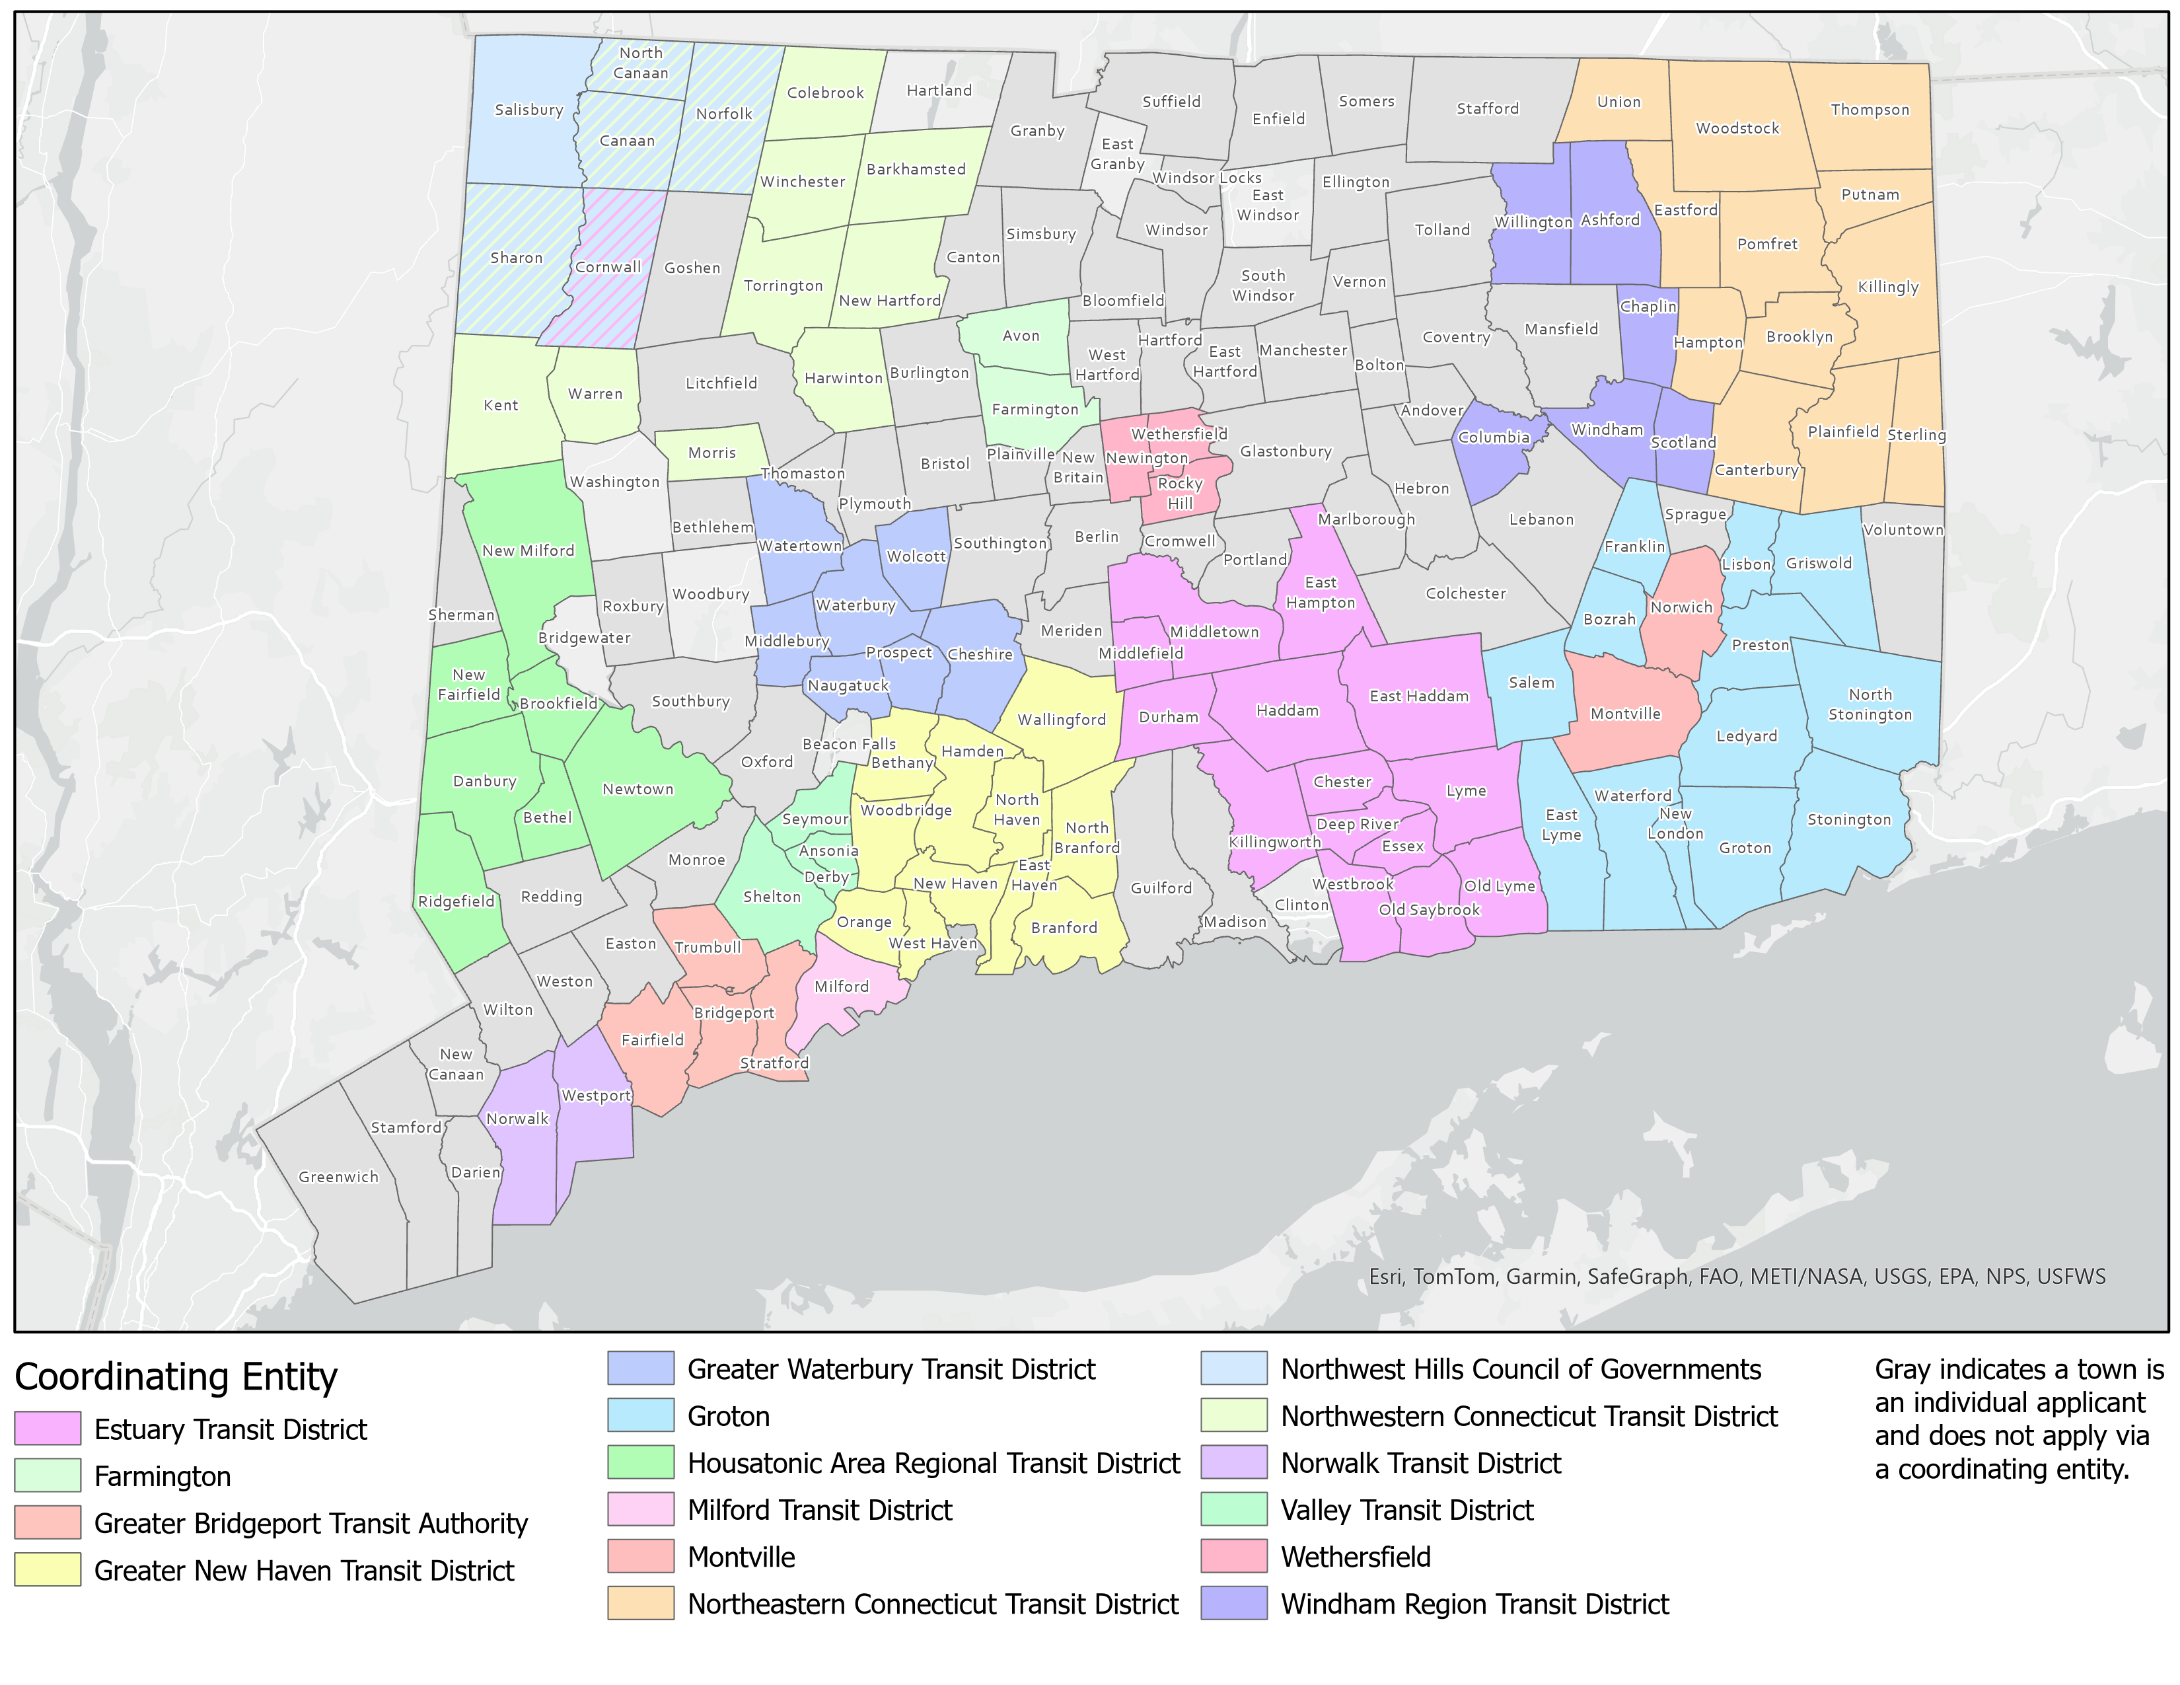 North
Canaan
Salisbury
Canaan
Norfolk
Colebrook
Hartland
Granby
Suffield
Enfield
Somers
Stafford
Union
Woodstock
Thompson
East
Granby
Windsor Locks
East
Windsor
Ellington
Winchester
Barkhamsted
Willington
Ashford
Eastford
Putnam
Pomfret
Sharon
Cornwall
Goshen
Torrington
New Hartford
Canton
Simsbury
Bloomfield
Windsor
South
Windsor
Vernon
Tolland
Killingly
Chaplin
Mansfield
Coventry
Hampton
Brooklyn
Kent
Warren
Litchfield
Harwinton
Burlington
Avon
Farmington
West
Hartford
Hartford
East
Hartford
Manchester
Bolton
Andover
Columbia
Windham
Scotland
Canterbury
Plainfield
Sterling
Washington
Morris
Thomaston
Plymouth
Bristol
Plainville
New
Britain
Newington
Wethersfield
Rocky
Hill
Glastonbury
Hebron
Marlborough
Lebanon
Sprague
Franklin
Lisbon
Griswold
Voluntown
New Milford
Bethlehem
Watertown
Wolcott
Southington
Berlin
Cromwell
Portland
East
Hampton
Colchester
Bozrah
Norwich
Preston
Sherman
Bridgewater
Roxbury
Woodbury
Middlebury
Waterbury
Prospect
Cheshire
Naugatuck
Meriden
Middletown
Middlefield
New
Fairfield
Brookfield
Southbury
Oxford
Beacon Falls
Bethany
Hamden
Wallingford
Durham
Haddam
East Haddam
Salem
Montville
Ledyard
North
Stonington
Danbury
Bethel
Newtown
Seymour
Woodbridge
North
Haven
North
Branford
Killingworth
Chester
Deep River
Essex
Lyme
East
Lyme
Waterford
New
London
Groton
Stonington
Ridgefield
Redding
Monroe
Ansonia
Derby
Shelton
New Haven
East
Haven
Guilford
Madison
Clinton
Westbrook
Old Saybrook
Old Lyme
Orange
West Haven
Branford
Easton
Trumbull
Weston
Wilton
Milford
Bridgeport
Fairfield
Stratford
New
Canaan
Norwalk
Westport
Stamford
Darien
Greenwich
Esri, TomTom, Garmin, SafeGraph, FAO, METI/NASA, USGS, EPA, NPS, USFWS
Coordinating Entity
Estuary Transit District
Farmington
Greater Bridgeport Transit Authority
Greater New Haven Transit District
Greater Waterbury Transit District
Groton
Housatonic Area Regional Transit District
Milford Transit District
Montville
Northeastern Connecticut Transit District
Northwest Hills Council of Governments
Northwestern Connecticut Transit District
Norwalk Transit District
Valley Transit District
Wethersfield
Windham Region Transit District
Gray indicates a town is
an individual applicant
and does not apply via
a coordinating entity.